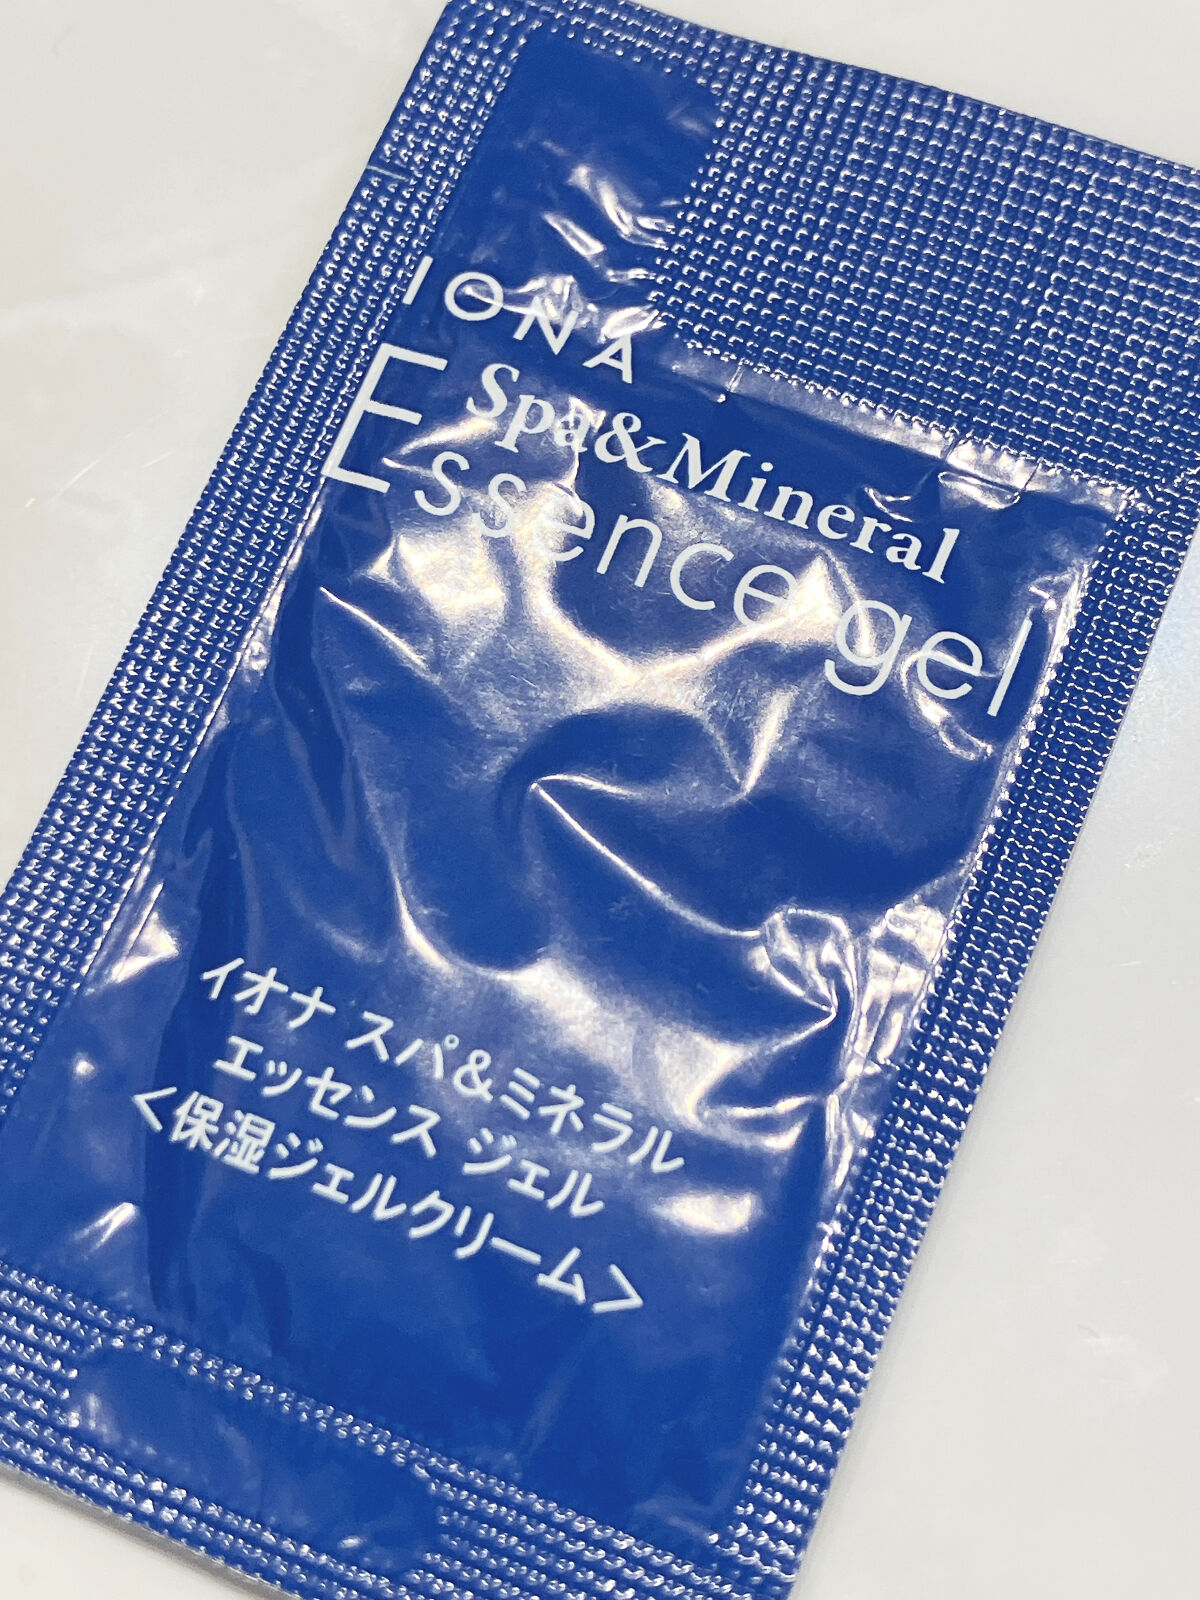 IONA
Spa&Mineral
Essence gel
イオナ スパ&ミネラル
エッセンス ジェル
<保湿ジェルクリーム>